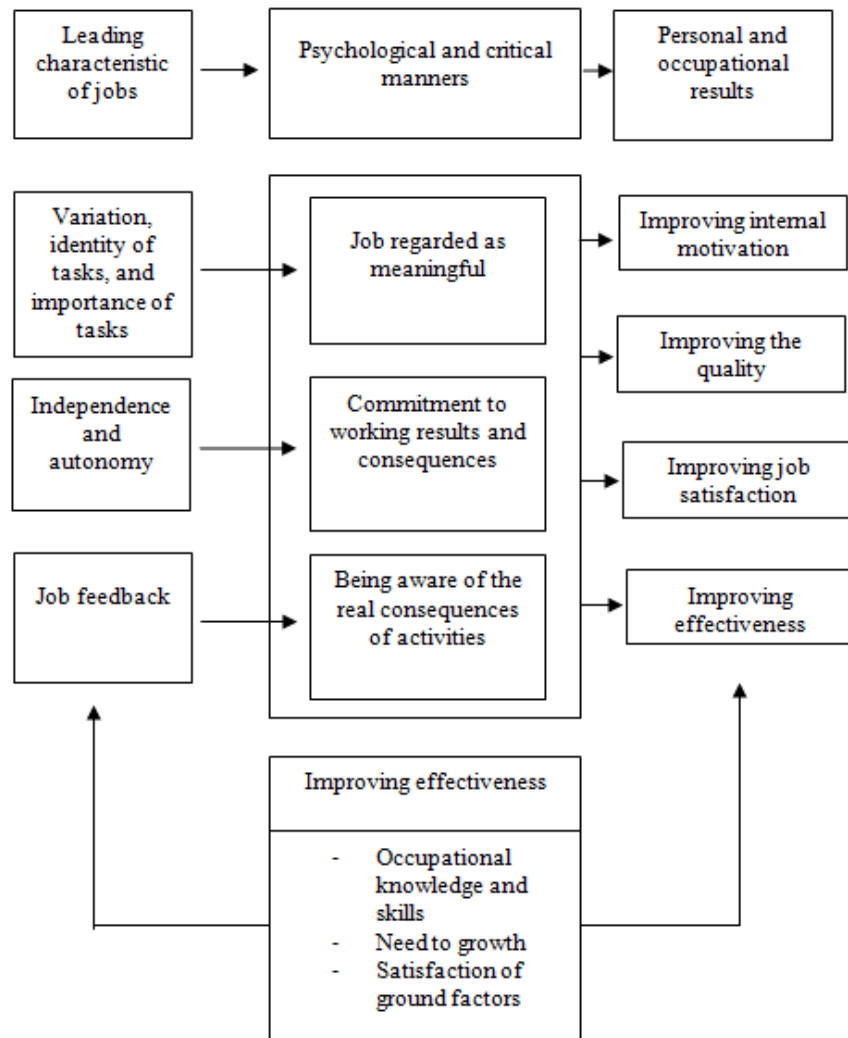 Leading
characteristic
of jobs
Psychological and critical
manners
Personal and
occupational
results
Variation,
identity of
tasks, and
importance of
tasks
Job regarded as
meaningful
Improving internal
motivation
Improving the
quality
Independence
and
autonomy
Commitment to
working results and
consequences
Improving job
satisfaction
Job feedback
Being aware of the
real consequences
of activities
Improving
effectiveness
Improving effectiveness
- Occupational
knowledge and
skills
- Need to growth
- Satisfaction of
ground factors